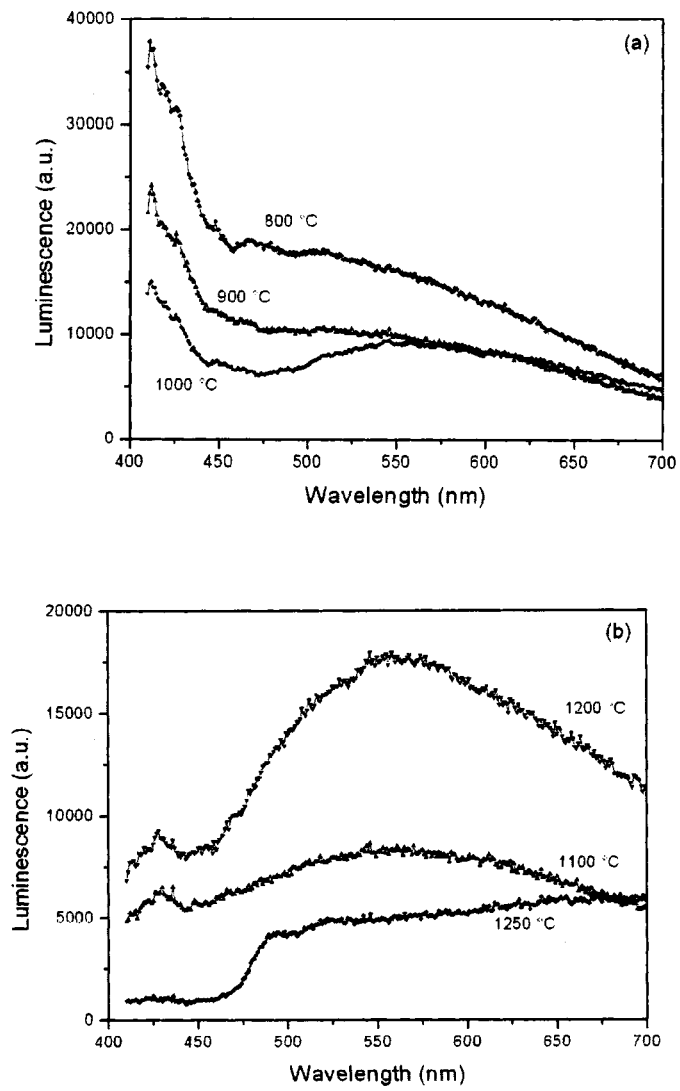 (a)
40000
30000
20000
10000
0
Luminescence (a.u.)
800 °C
900 °C
1000 °C
400 450 500 550 600 650 700
Wavelength (nm)
(b)
20000
15000
10000
5000
0
Luminescence (a.u.)
1200 °C
1100 °C
1250 °C
400 450 500 550 600 650 700
Wavelength (nm)